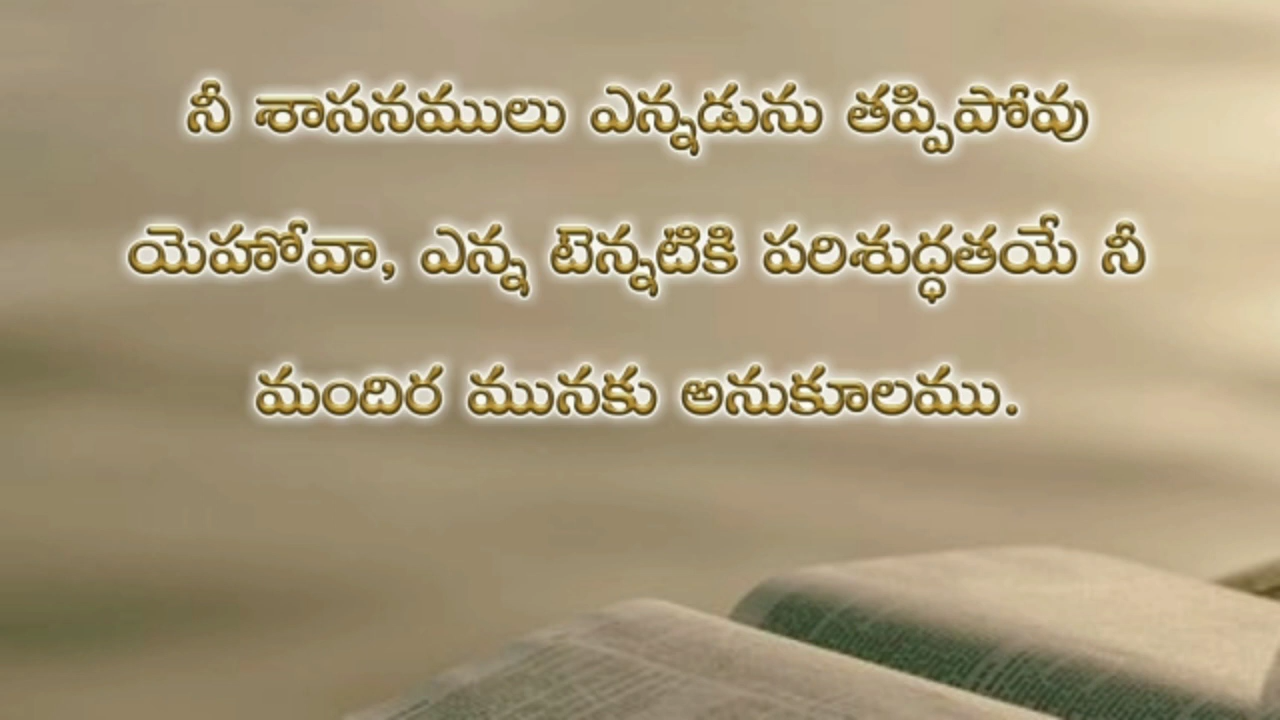 నీ శాసనములు ఎన్నడును తప్పిపోవు
యెహోవా, ఎన్న టెన్నటికి పరిశుద్ధతయే నీ
మందిర మునకు అనుకూలము.